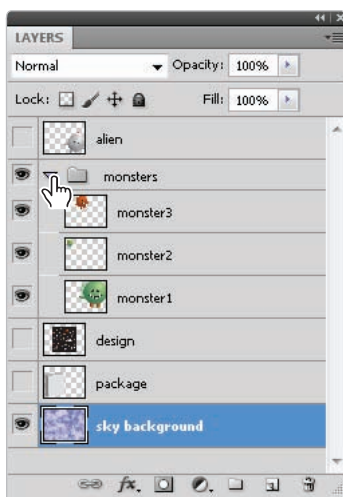 LAYERS
Normal Opacity: 100%
Lock: Fill: 100%
alien
monsters
monster3
monster2
monster1
design
package
sky background
fx.